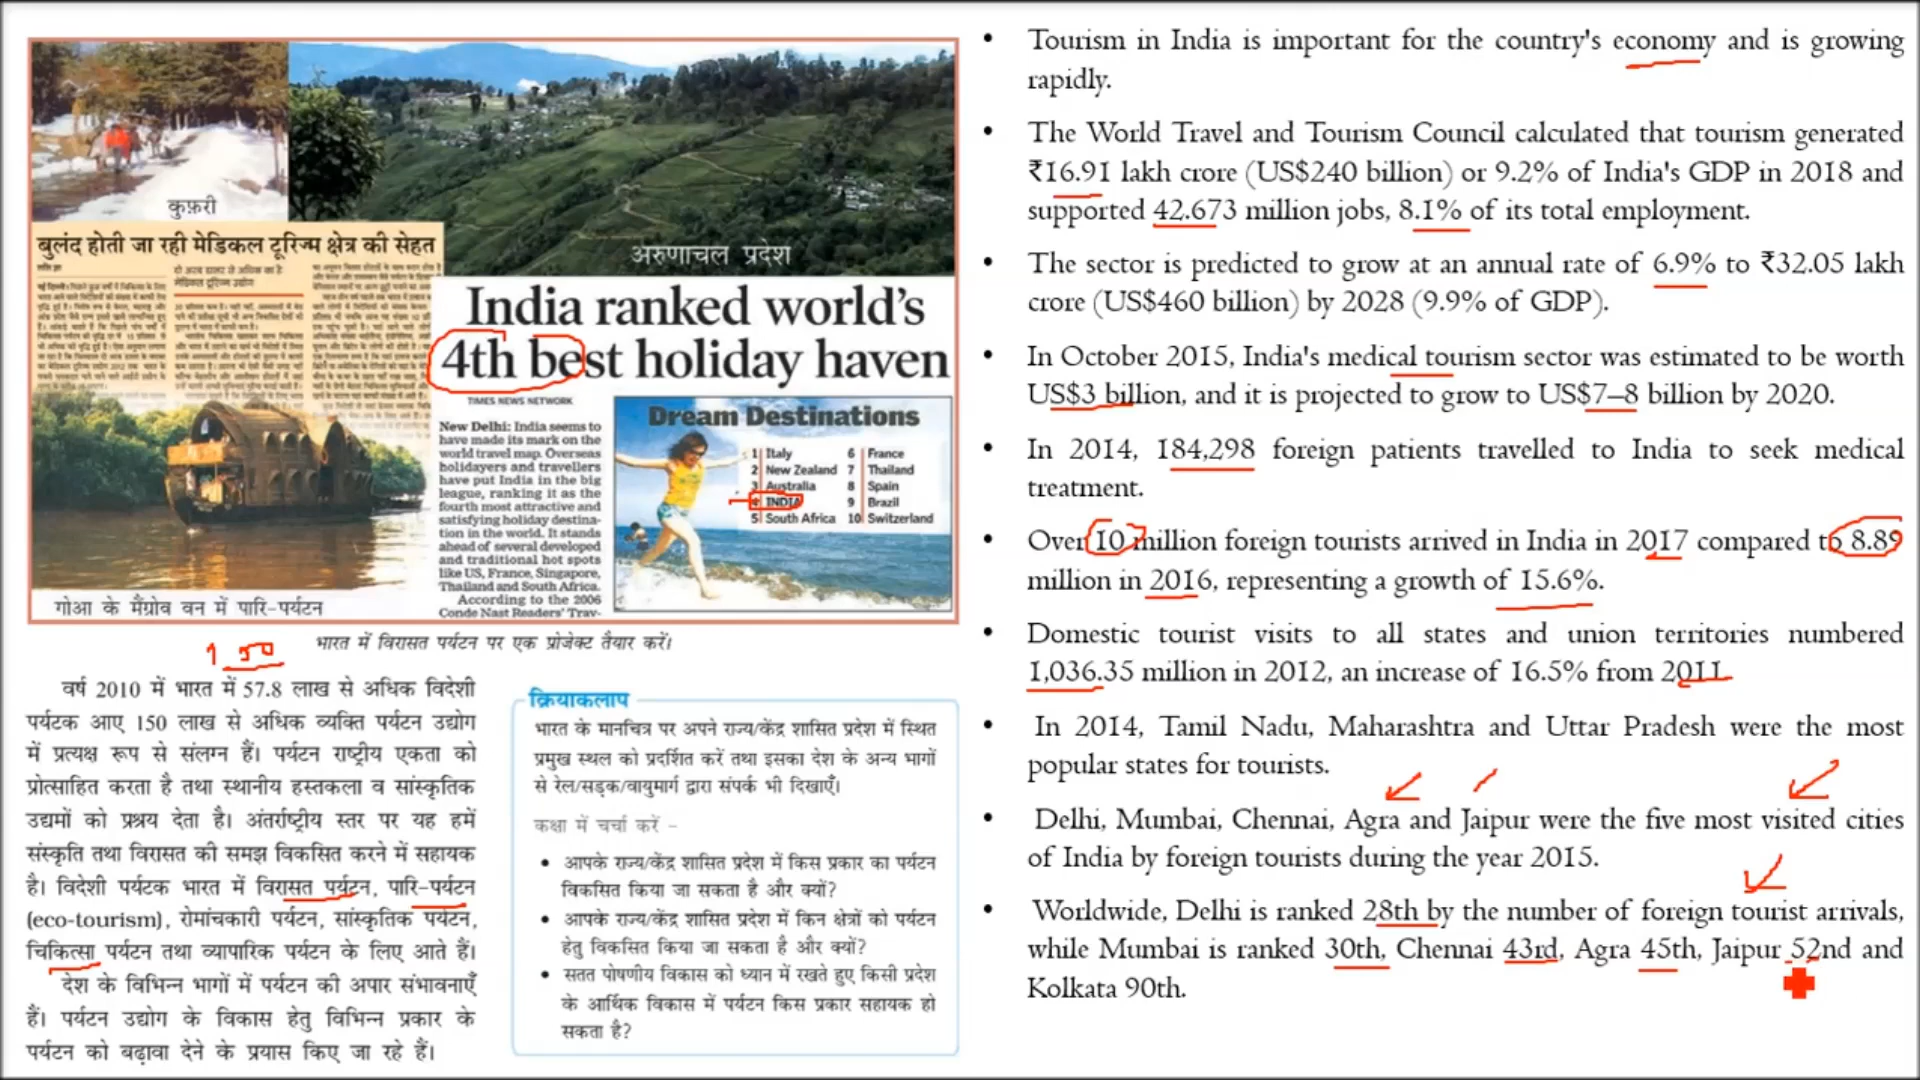 कुफ़री
अरुणाचल प्रदेश
बुलंद होती जा रही मेडिकल टूरिज्म क्षेत्र की सेहत
India ranked world's
4th best holiday haven
TIMES NEWS NETWORK
New Delhi: India seems to
have made its mark on the
world travel map. Overseas
holidayers and travellers
have put India in the big
league, ranking it as the
fourth most attractive and
satisfying holiday destina-
tion in the world. It stands
ahead of several developed
and traditional hot spots
like US, France, Singapore,
Thailand and South Africa.
According to the 2006
Conde Nast Readers' Trav-
Dream Destinations
1 Italy
2 New Zealand
3 Australia
4 INDIA
5 South Africa
6 France
7 Thailand
8 Spain
9 Brazil
10 Switzerland
गोआ के मैंग्रोव वन में पारि-पर्यटन
भारत में विरासत पर्यटन पर एक प्रोजेक्ट तैयार करें।
वर्ष 2010 में भारत में 57.8 लाख से अधिक विदेशी
पर्यटक आए 150 लाख से अधिक व्यक्ति पर्यटन उद्योग
में प्रत्यक्ष रूप से संलग्न हैं। पर्यटन राष्ट्रीय एकता को
प्रोत्साहित करता है तथा स्थानीय हस्तकला व सांस्कृतिक
उद्यमों को प्रश्रय देता है। अंतर्राष्ट्रीय स्तर पर यह हमें
संस्कृति तथा विरासत की समझ विकसित करने में सहायक
है। विदेशी पर्यटक भारत में विरासत पर्यटन, पारि-पर्यटन
(eco-tourism), रोमांचकारी पर्यटन, सांस्कृतिक पर्यटन,
चिकित्सा पर्यटन तथा व्यापारिक पर्यटन के लिए आते हैं।
देश के विभिन्न भागों में पर्यटन की अपार संभावनाएँ
हैं। पर्यटन उद्योग के विकास हेतु विभिन्न प्रकार के
पर्यटन को बढ़ावा देने के प्रयास किए जा रहे हैं।
क्रियाकलाप
भारत के मानचित्र पर अपने राज्य/केंद्र शासित प्रदेश में स्थित
प्रमुख स्थल को प्रदर्शित करें तथा इसका देश के अन्य भागों
से रेल/सड़क/वायुमार्ग द्वारा संपर्क भी दिखाएँ।
कक्षा में चर्चा करें –
• आपके राज्य/केंद्र शासित प्रदेश में किस प्रकार का पर्यटन
विकसित किया जा सकता है और क्यों?
• आपके राज्य/केंद्र शासित प्रदेश में किन क्षेत्रों को पर्यटन
हेतु विकसित किया जा सकता है और क्यों?
• सतत पोषणीय विकास को ध्यान में रखते हुए किसी प्रदेश
के आर्थिक विकास में पर्यटन किस प्रकार सहायक हो
सकता है?
• Tourism in India is important for the country's economy and is growing
rapidly.
• The World Travel and Tourism Council calculated that tourism generated
₹16.91 lakh crore (US$240 billion) or 9.2% of India's GDP in 2018 and
supported 42.673 million jobs, 8.1% of its total employment.
• The sector is predicted to grow at an annual rate of 6.9% to ₹32.05 lakh
crore (US$460 billion) by 2028 (9.9% of GDP).
• In October 2015, India's medical tourism sector was estimated to be worth
US$3 billion, and it is projected to grow to US$7–8 billion by 2020.
• In 2014, 184,298 foreign patients travelled to India to seek medical
treatment.
• Over 10 million foreign tourists arrived in India in 2017 compared to 8.89
million in 2016, representing a growth of 15.6%.
• Domestic tourist visits to all states and union territories numbered
1,036.35 million in 2012, an increase of 16.5% from 2011.
• In 2014, Tamil Nadu, Maharashtra and Uttar Pradesh were the most
popular states for tourists.
• Delhi, Mumbai, Chennai, Agra and Jaipur were the five most visited cities
of India by foreign tourists during the year 2015.
• Worldwide, Delhi is ranked 28th by the number of foreign tourist arrivals,
while Mumbai is ranked 30th, Chennai 43rd, Agra 45th, Jaipur 52nd and
Kolkata 90th.